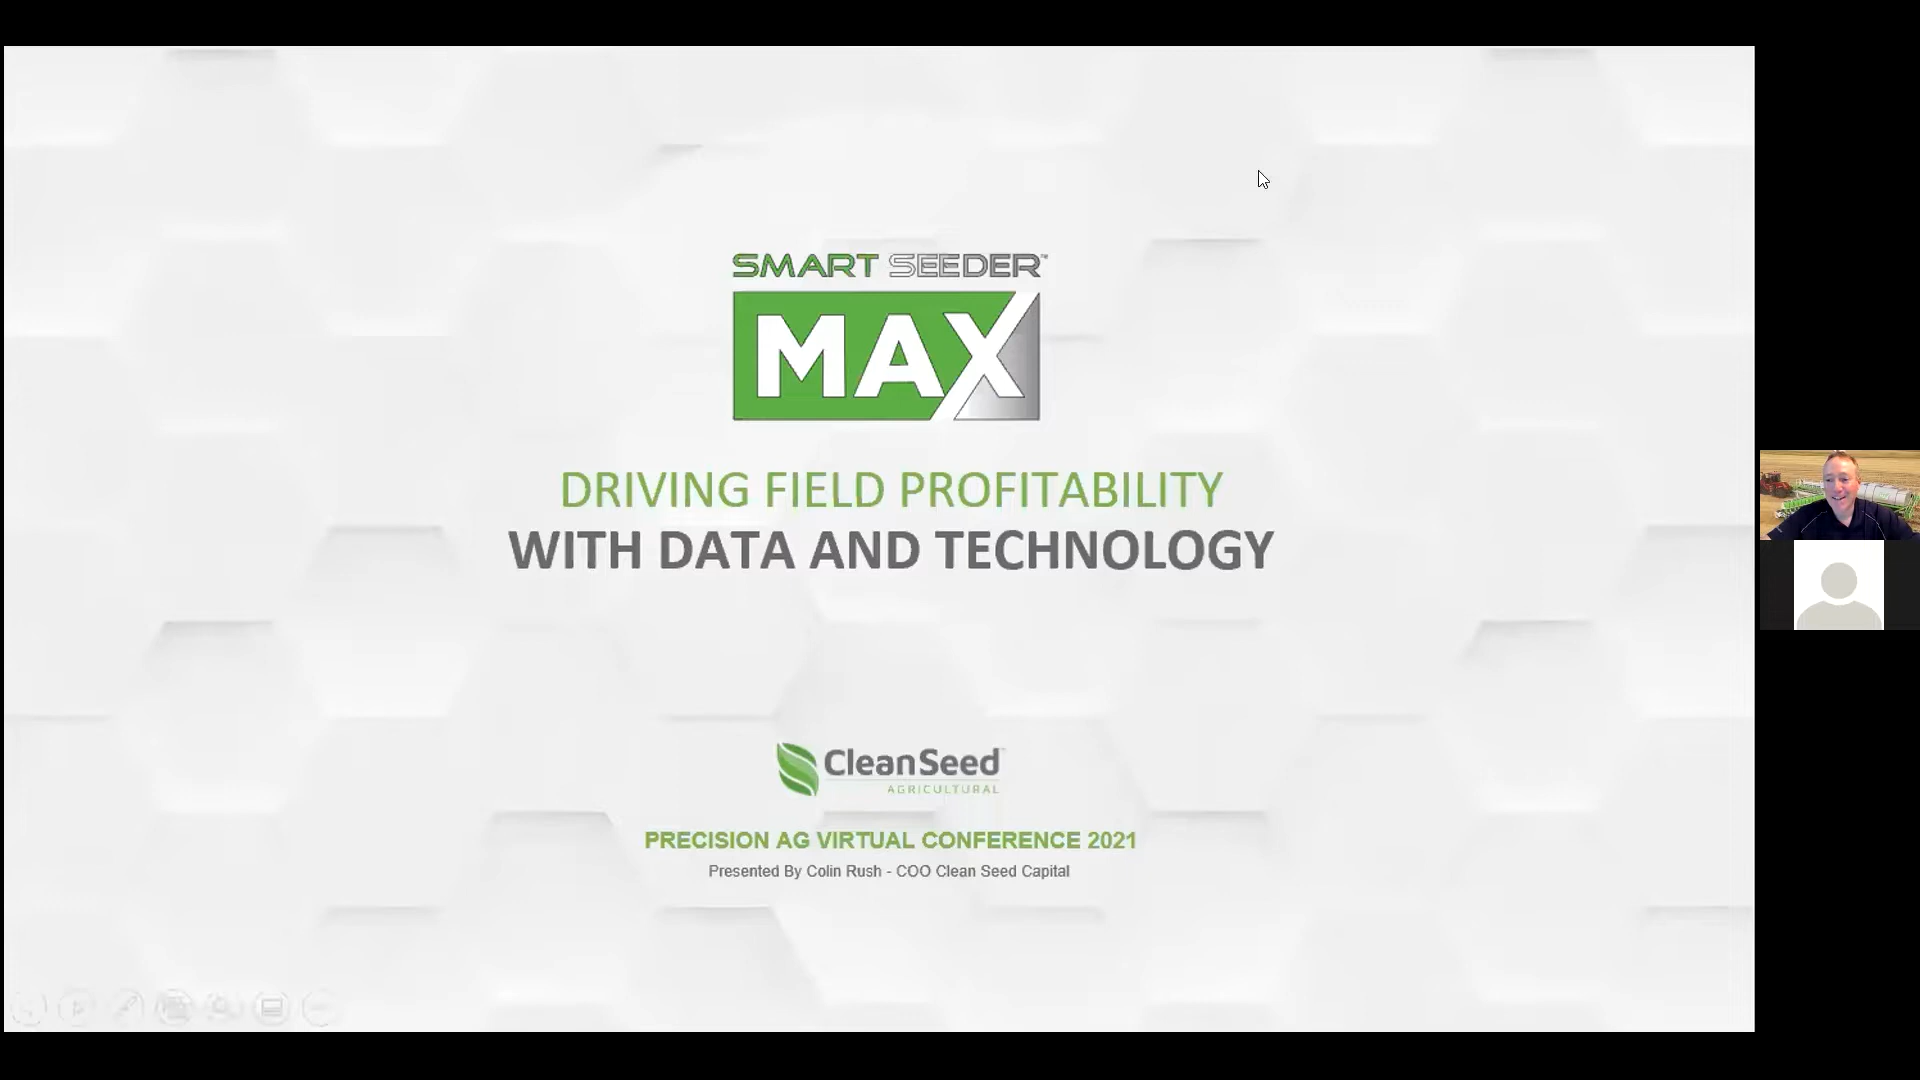 SMART SEEDER™
MAX
DRIVING FIELD PROFITABILITY
WITH DATA AND TECHNOLOGY
CleanSeed
AGRICULTURAL
PRECISION AG VIRTUAL CONFERENCE 2021
Presented By Colin Rush - COO Clean Seed Capital